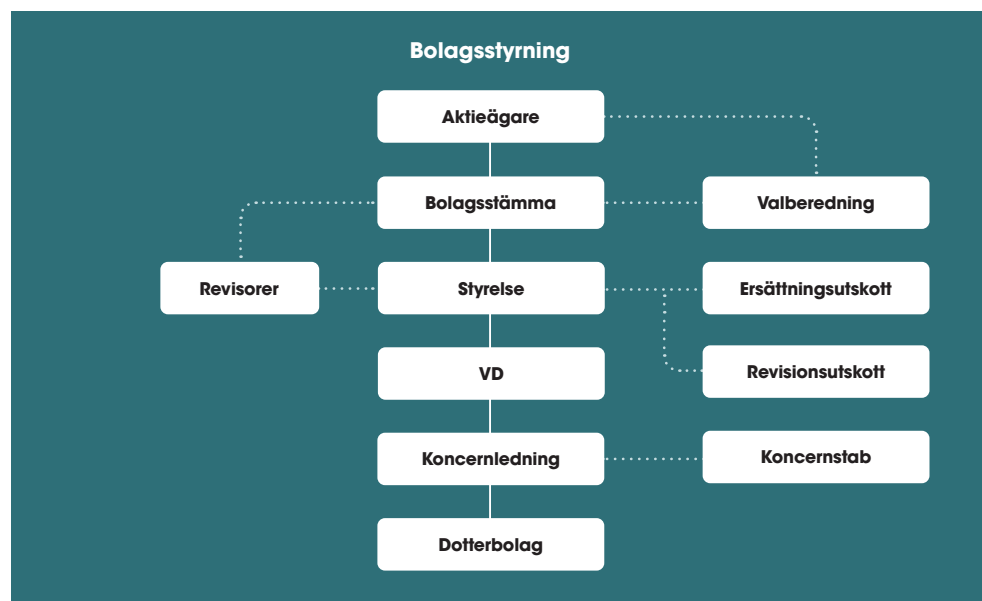 Bolagsstyrning
Aktieägare
Bolagsstämma
Valberedning
Revisorer
Styrelse
Ersättningsutskott
VD
Revisionsutskott
Koncernledning
Koncernstab
Dotterbolag